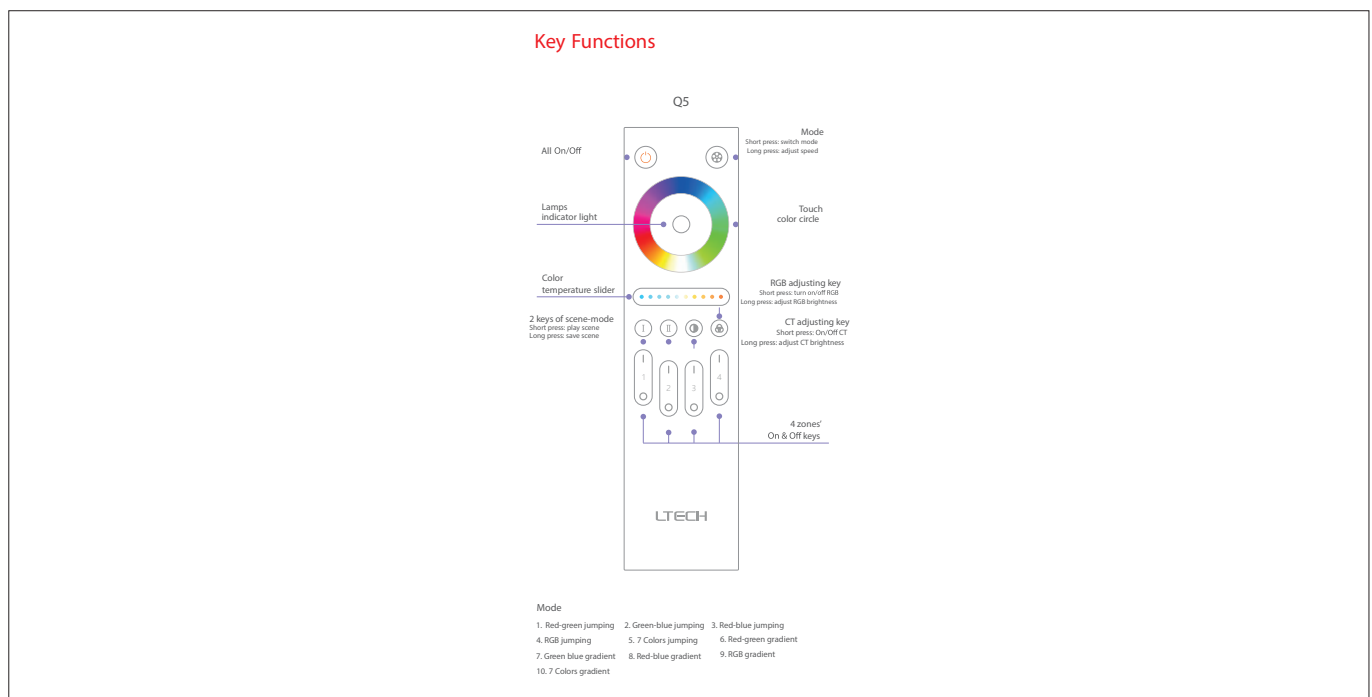 Key Functions
Q5
All On/Off
Mode
Short press: switch mode
Long press: adjust speed
Lamps
indicator light
Touch
color circle
Color
temperature slider
RGB adjusting key
Short press: turn on/off RGB
Long press: adjust RGB brightness
2 keys of scene-mode
Short press: play scene
Long press: save scene
CT adjusting key
Short press: On/Off CT
Long press: adjust CT brightness
I II
1 2 3 4
4 zones'
On & Off keys
LTECH
Mode
1. Red-green jumping 2. Green-blue jumping 3. Red-blue jumping
4. RGB jumping 5. 7 Colors jumping 6. Red-green gradient
7. Green blue gradient 8. Red-blue gradient 9. RGB gradient
10. 7 Colors gradient